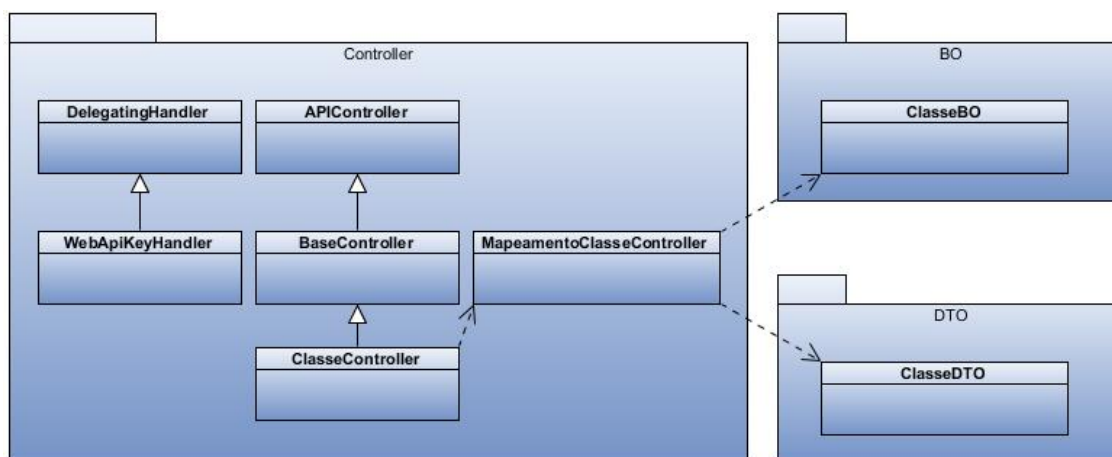 Controller
BO
DelegatingHandler
APIController
ClasseBO
WebApiKeyHandler
BaseController
MapeamentoClasseController
DTO
ClasseController
ClasseDTO